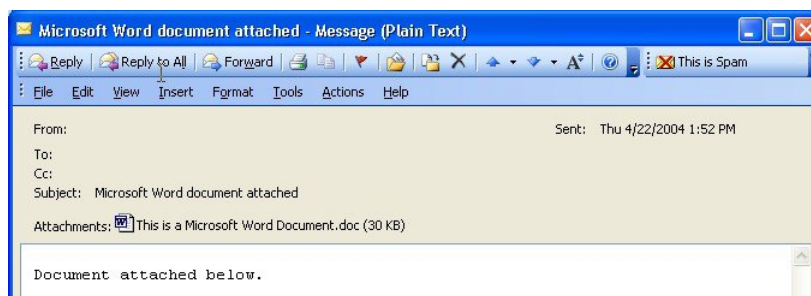 Microsoft Word document attached - Message (Plain Text)
Reply Reply to All Forward This is Spam
File Edit View Insert Format Tools Actions Help
From: Sent: Thu 4/22/2004 1:52 PM
To:
Cc:
Subject: Microsoft Word document attached
Attachments: This is a Microsoft Word Document.doc (30 KB)
Document attached below.